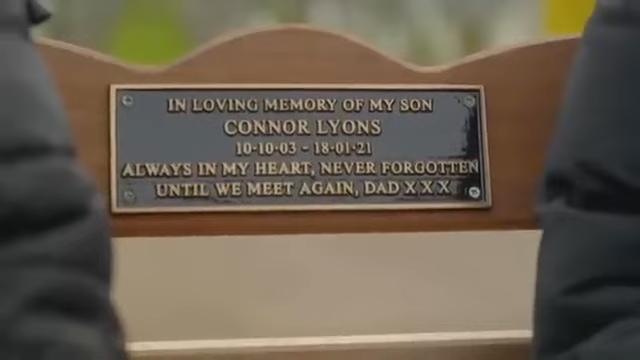 IN LOVING MEMORY OF MY SON
CONNOR LYONS
10·10·03 - 18·01·21
ALWAYS IN MY HEART, NEVER FORGOTTEN
UNTIL WE MEET AGAIN, DAD X X X